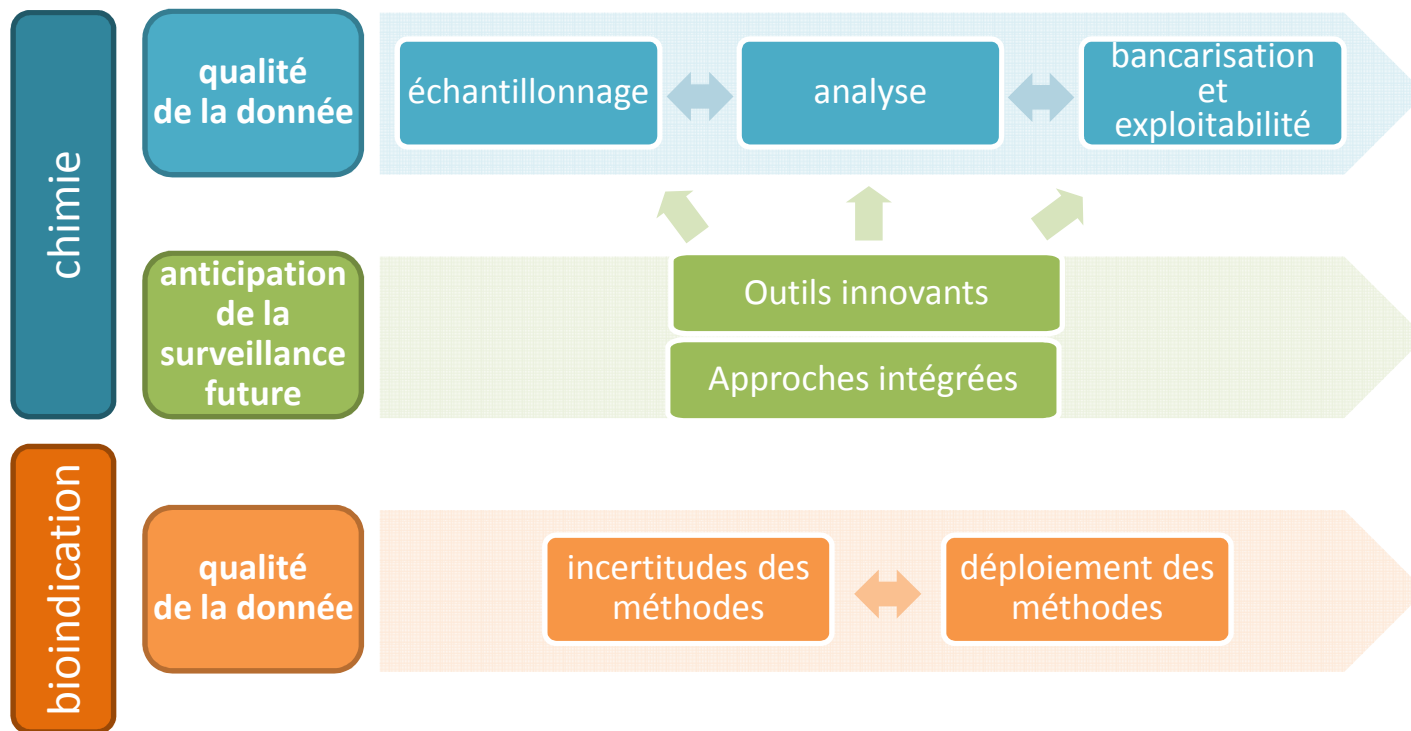 chimie
qualité
de la donnée
échantillonnage
analyse
bancarisation
et
exploitabilité
anticipation
de la
surveillance
future
Outils innovants
Approches intégrées
bioindication
qualité
de la donnée
incertitudes des
méthodes
déploiement des
méthodes